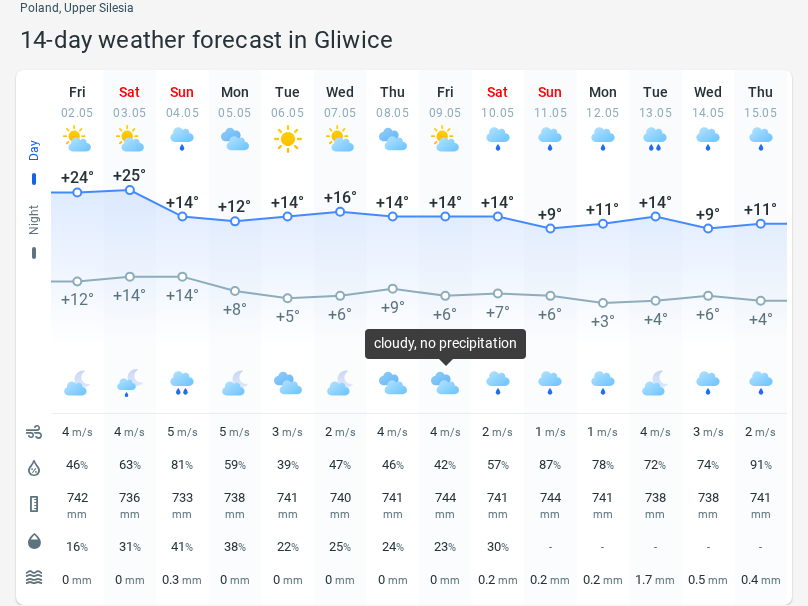 Poland, Upper Silesia
14-day weather forecast in Gliwice
Fri Sat Sun Mon Tue Wed Thu Fri Sat Sun Mon Tue Wed Thu
02.05 03.05 04.05 05.05 06.05 07.05 08.05 09.05 10.05 11.05 12.05 13.05 14.05 15.05
Day
+24° +25° +14° +12° +14° +16° +14° +14° +14° +9° +11° +14° +9° +11°
Night
+12° +14° +14° +8° +5° +6° +9° +6° +7° +6° +3° +4° +6° +4°
cloudy, no precipitation
4 m/s 4 m/s 5 m/s 5 m/s 3 m/s 2 m/s 4 m/s 4 m/s 2 m/s 1 m/s 1 m/s 4 m/s 3 m/s 2 m/s
46% 63% 81% 59% 39% 47% 46% 42% 57% 87% 78% 72% 74% 91%
742 736 733 738 741 740 741 744 741 744 741 738 738 741
mm mm mm mm mm mm mm mm mm mm mm mm mm mm
16% 31% 41% 38% 22% 25% 24% 23% 30% - - - - -
0 mm 0 mm 0.3 mm 0 mm 0 mm 0 mm 0 mm 0 mm 0.2 mm 0.2 mm 0.2 mm 1.7 mm 0.5 mm 0.4 mm